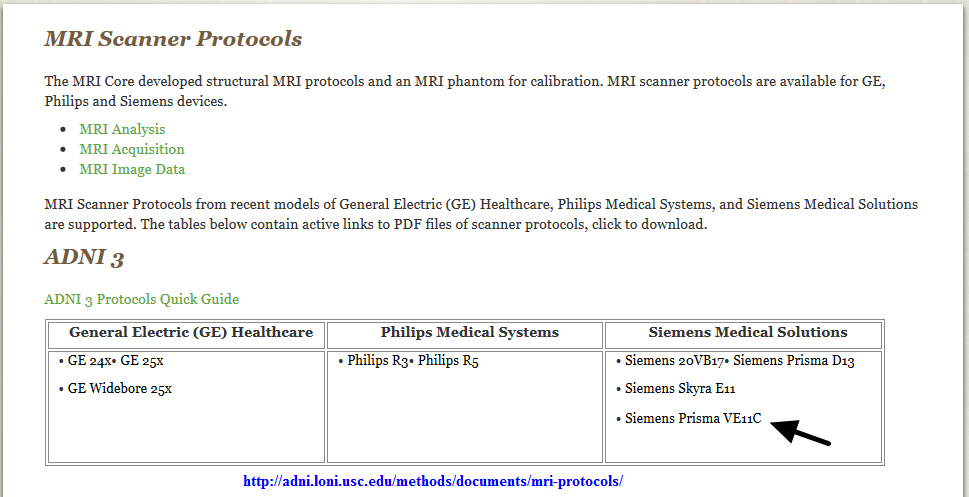 MRI Scanner Protocols
The MRI Core developed structural MRI protocols and an MRI phantom for calibration. MRI scanner protocols are available for GE,
Philips and Siemens devices.
• MRI Analysis
• MRI Acquisition
• MRI Image Data
MRI Scanner Protocols from recent models of General Electric (GE) Healthcare, Philips Medical Systems, and Siemens Medical Solutions
are supported. The tables below contain active links to PDF files of scanner protocols, click to download.
ADNI 3
ADNI 3 Protocols Quick Guide
General Electric (GE) Healthcare Philips Medical Systems Siemens Medical Solutions
• GE 24x• GE 25x • Philips R3• Philips R5 • Siemens 20VB17• Siemens Prisma D13
• GE Widebore 25x • Siemens Skyra E11
• Siemens Prisma VE11C
http://adni.loni.usc.edu/methods/documents/mri-protocols/